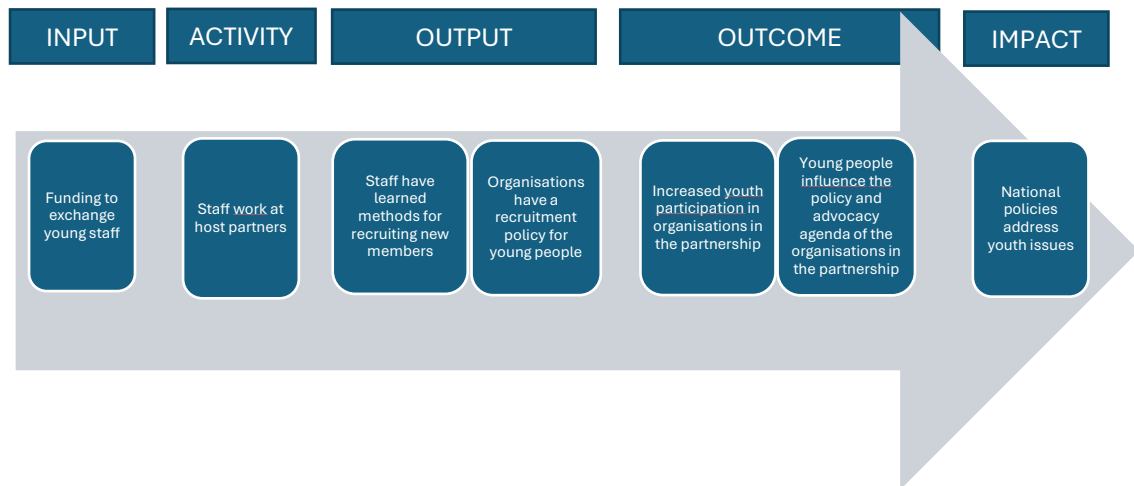 INPUT
ACTIVITY
OUTPUT
OUTCOME
IMPACT
Funding to
exchange
young staff
Staff work at
host partners
Staff have
learned
methods for
recruiting new
members
Organisations
have a
recruitment
policy for
young people
Increased youth
participation in
organisations in
the partnership
Young people
influence the
policy and
advocacy
agenda of the
organisations in
the partnership
National
policies
address
youth issues